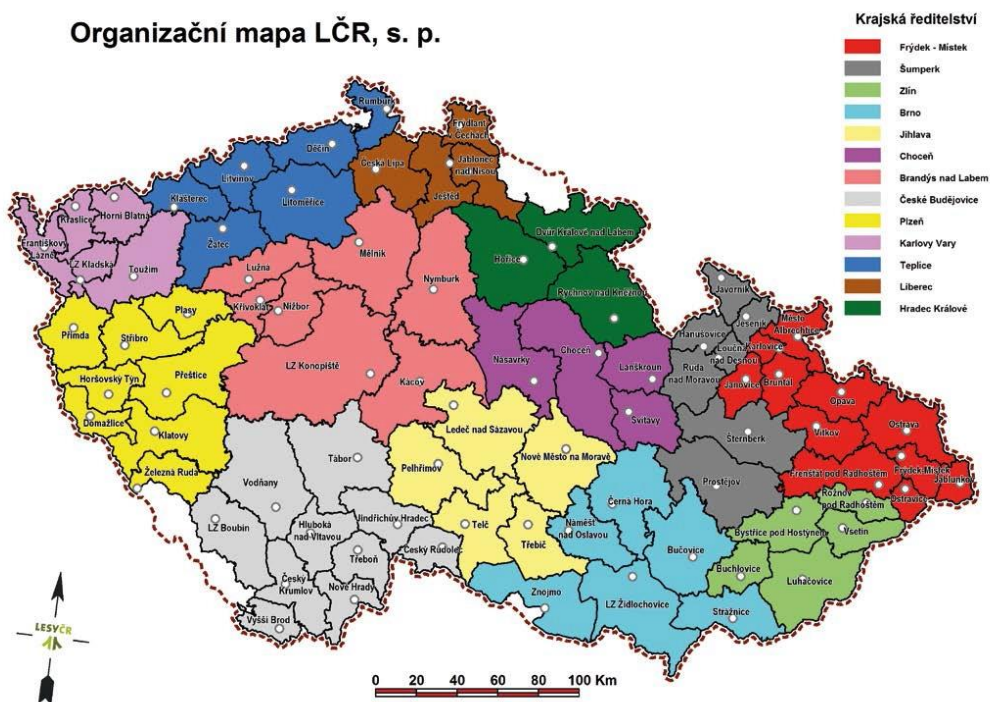 Organizační mapa LČR, s. p.
Krajská ředitelství
Frýdek - Místek
Šumperk
Zlín
Brno
Jihlava
Choceň
Brandýs nad Labem
České Budějovice
Plzeň
Karlovy Vary
Teplice
Liberec
Hradec Králové
Rumburk
Děčín
Litvínov
Klášterec
Litoměřice
Žatec
Frýdlant
v Čechách
Česká Lípa
Jablonec
nad Nisou
Ještěd
Kraslice
Horní Blatná
Františkovy
Lázně
LZ Kladská
Toužim
Dvůr Králové nad Labem
Hořice
Rychnov nad Kněžnou
Mělník
Nymburk
Lužná
Křivoklát
Nižbor
LZ Konopiště
Kácov
Plasy
Přimda
Stříbro
Horšovský Týn
Přeštice
Domažlice
Klatovy
Železná Ruda
Nasavrky
Choceň
Lanškroun
Svitavy
Javorník
Jeseník
Hanušovice
Loučná
nad Desnou
Ruda
nad Moravou
Šternberk
Prostějov
Město
Albrechtice
Karlovice
Janovice
Bruntál
Opava
Vítkov
Ostrava
Frenštát pod Radhoštěm
Frýdek-Místek
Jablunkov
Ostravice
Rožnov
pod Radhoštěm
Bystřice pod Hostýnem
Vsetín
Buchlovice
Luhačovice
Ledeč nad Sázavou
Pelhřimov
Nové Město na Moravě
Telč
Třebíč
Tábor
Vodňany
LZ Boubín
Hluboká
nad Vltavou
Jindřichův Hradec
Třeboň
Český Rudolec
Český
Krumlov
Nové Hrady
Vyšší Brod
Černá Hora
Náměšť
nad Oslavou
Bučovice
Znojmo
LZ Židlochovice
Strážnice
LESY ČR
0 20 40 60 80 100 Km